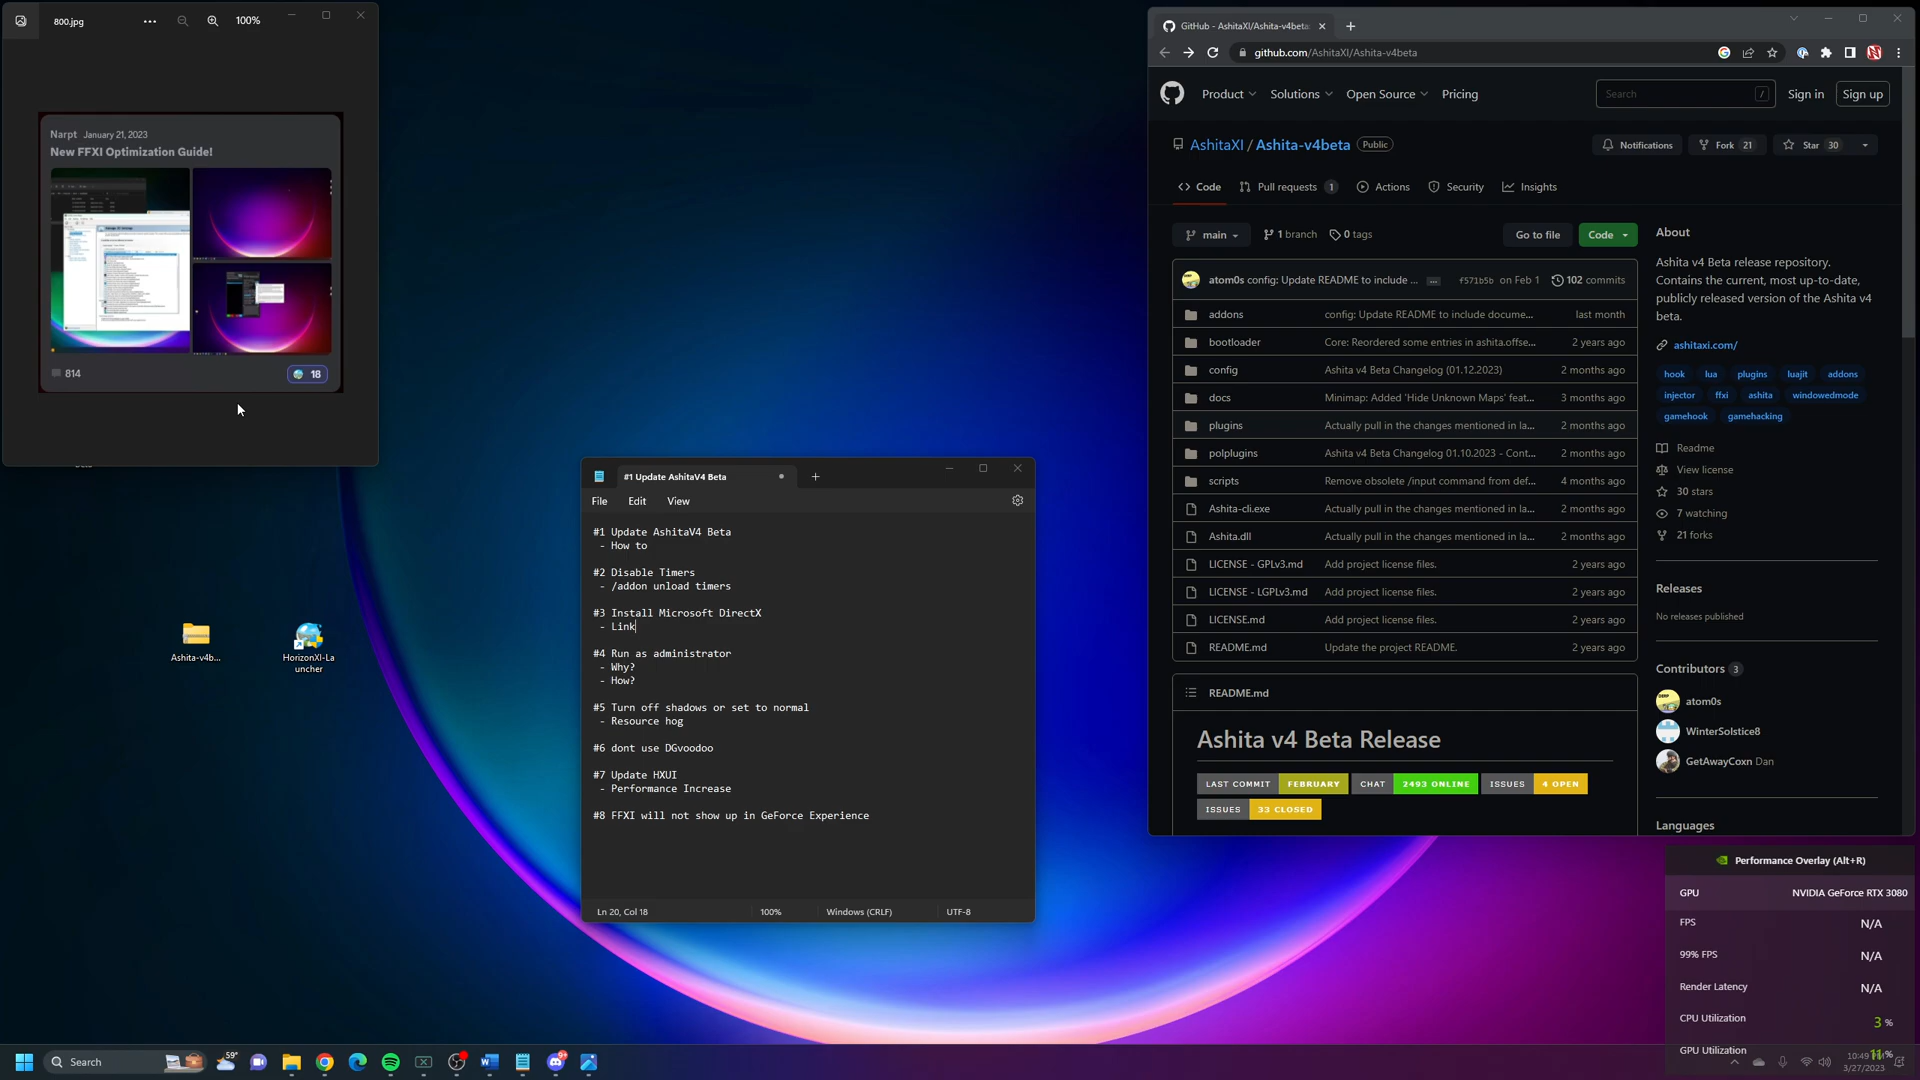 800.jpg
100%
Narpt January 21, 2023
New FFXI Optimization Guide!
814
18
Ashita-v4b...
HorizonXI-La
uncher
#1 Update AshitaV4 Beta
File Edit View
#1 Update AshitaV4 Beta
- How to
#2 Disable Timers
- /addon unload timers
#3 Install Microsoft DirectX
- Link
#4 Run as administrator
- Why?
- How?
#5 Turn off shadows or set to normal
- Resource hog
#6 dont use DGvoodoo
#7 Update HXUI
- Performance Increase
#8 FFXI will not show up in GeForce Experience
Ln 20, Col 18 100% Windows (CRLF) UTF-8
GitHub - AshitaXI/Ashita-v4beta
github.com/AshitaXI/Ashita-v4beta
Product Solutions Open Source Pricing Search / Sign in Sign up
AshitaXI / Ashita-v4beta Public Notifications Fork 21 Star 30
Code Pull requests 1 Actions Security Insights
main 1 branch 0 tags Go to file Code
atom0s config: Update README to include ... ... f571b5b on Feb 1 102 commits
addons config: Update README to include docume... last month
bootloader Core: Reordered some entries in ashita.offse... 2 years ago
config Ashita v4 Beta Changelog (01.12.2023) 2 months ago
docs Minimap: Added 'Hide Unknown Maps' feat... 3 months ago
plugins Actually pull in the changes mentioned in la... 2 months ago
polplugins Ashita v4 Beta Changelog 01.10.2023 - Cont... 2 months ago
scripts Remove obsolete /input command from def... 4 months ago
Ashita-cli.exe Actually pull in the changes mentioned in la... 2 months ago
Ashita.dll Actually pull in the changes mentioned in la... 2 months ago
LICENSE - GPLv3.md Add project license files. 2 years ago
LICENSE - LGPLv3.md Add project license files. 2 years ago
LICENSE.md Add project license files. 2 years ago
README.md Update the project README. 2 years ago
README.md
Ashita v4 Beta Release
LAST COMMIT FEBRUARY CHAT 2493 ONLINE ISSUES 4 OPEN
ISSUES 33 CLOSED
About
Ashita v4 Beta release repository.
Contains the current, most up-to-date,
publicly released version of the Ashita v4
beta.
ashitaxi.com/
hook lua plugins luajit addons
injector ffxi ashita windowedmode
gamehook gamehacking
Readme
View license
30 stars
7 watching
21 forks
Releases
No releases published
Contributors 3
atom0s
WinterSolstice8
GetAwayCoxn Dan
Languages
Performance Overlay (Alt+R)
GPU NVIDIA GeForce RTX 3080
FPS N/A
99% FPS N/A
Render Latency N/A
CPU Utilization 3 %
GPU Utilization 11%
Search 59° 9+
3/27/2023